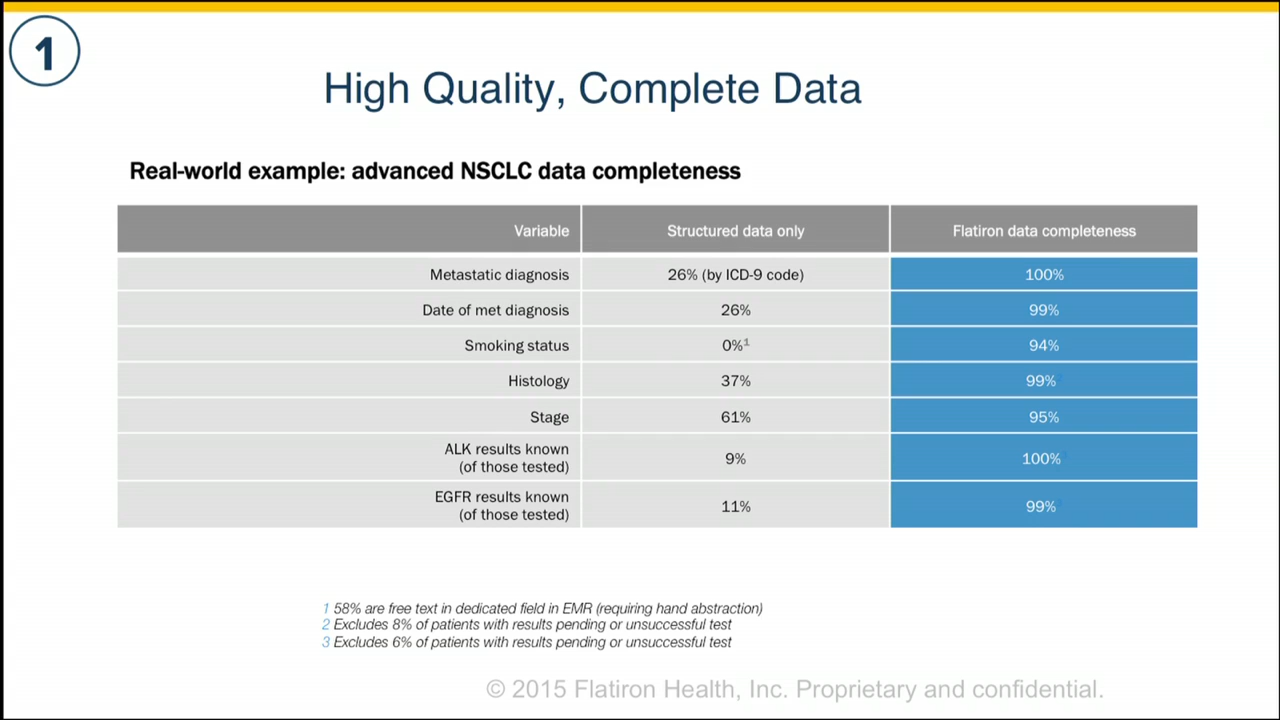 1
High Quality, Complete Data
Real-world example: advanced NSCLC data completeness
Variable Structured data only Flatiron data completeness
Metastatic diagnosis 26% (by ICD-9 code) 100%
Date of met diagnosis 26% 99%
Smoking status 0%¹ 94%
Histology 37% 99%
Stage 61% 95%
ALK results known
(of those tested) 9% 100%
EGFR results known
(of those tested) 11% 99%
1 58% are free text in dedicated field in EMR (requiring hand abstraction)
2 Excludes 8% of patients with results pending or unsuccessful test
3 Excludes 6% of patients with results pending or unsuccessful test
© 2015 Flatiron Health, Inc. Proprietary and confidential.